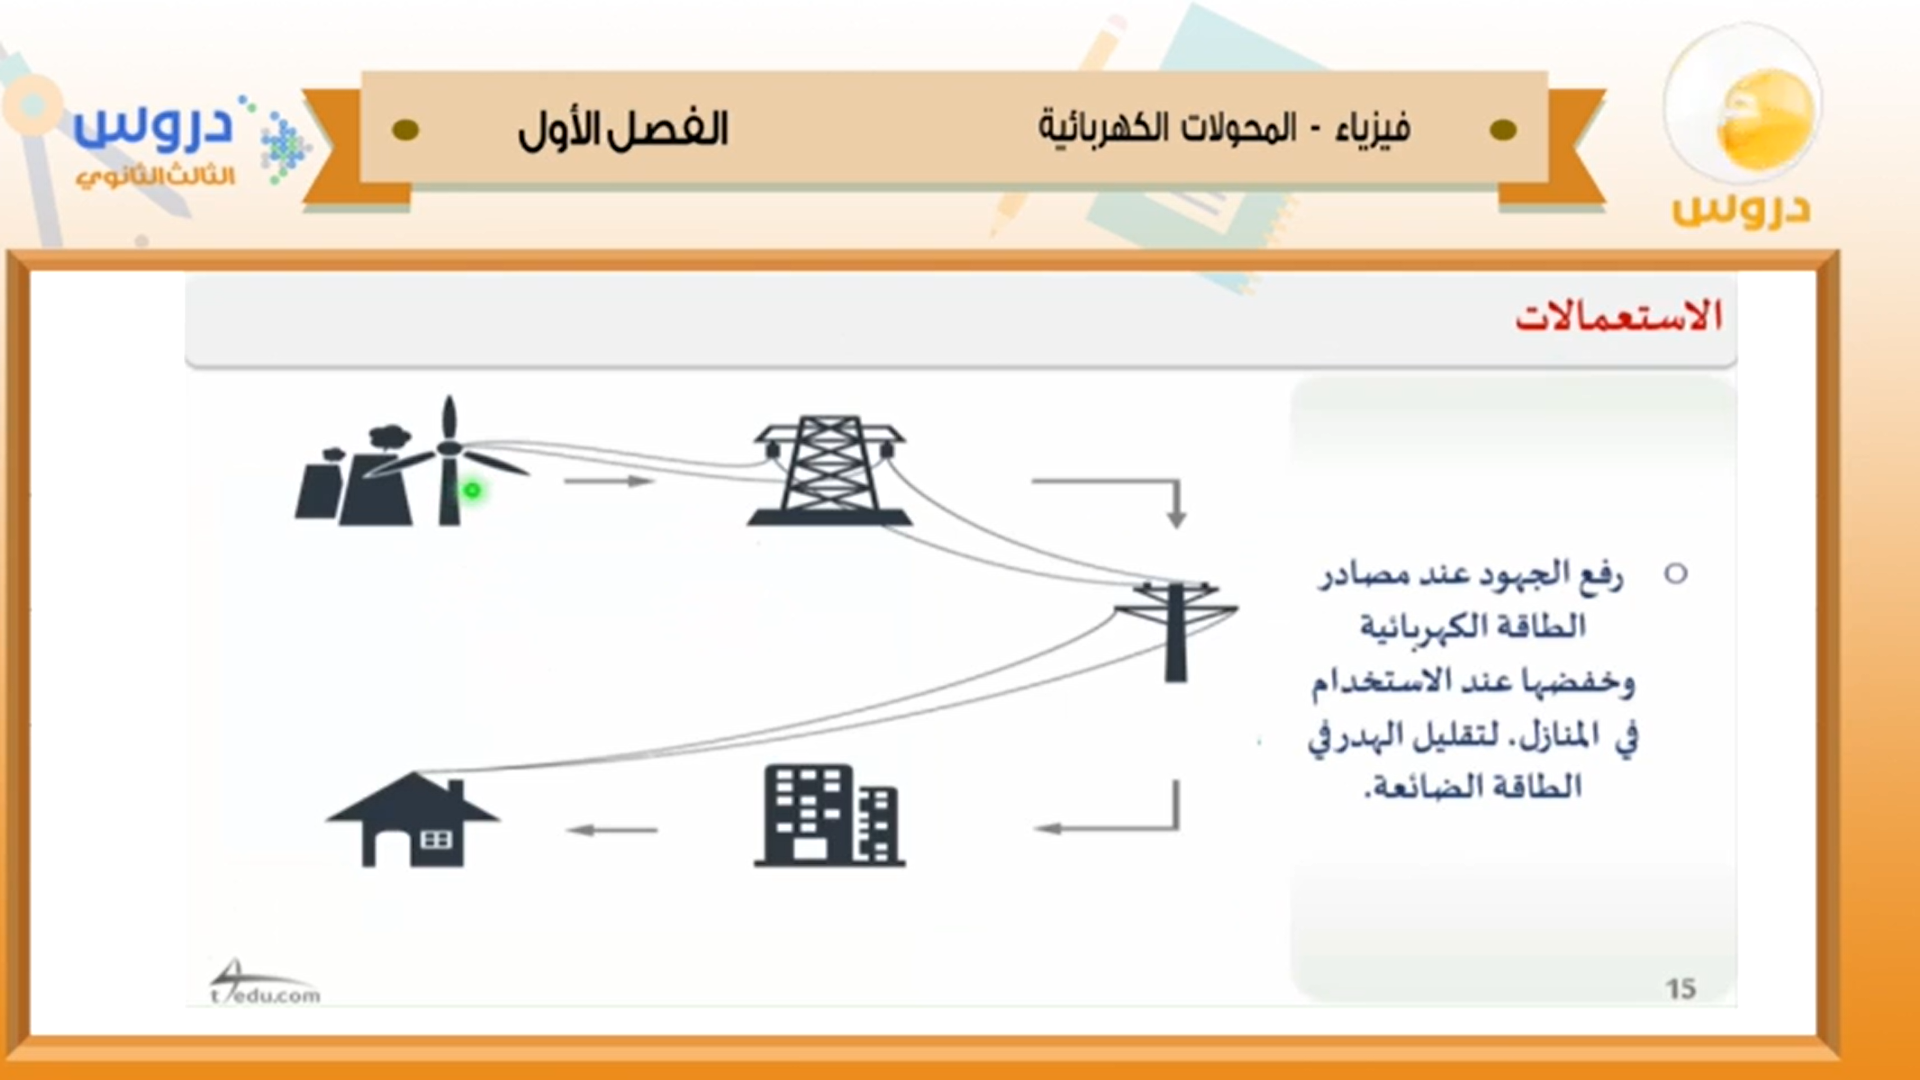 فيزياء - المحولات الكهربائية
الفصل الأول
دروس
الثالث الثانوي
دروس
الاستعمالات
رفع الجهود عند مصادر
الطاقة الكهربائية
وخفضها عند الاستخدام
في المنازل. لتقليل الهدر في
الطاقة الضائعة.
t4edu.com
15